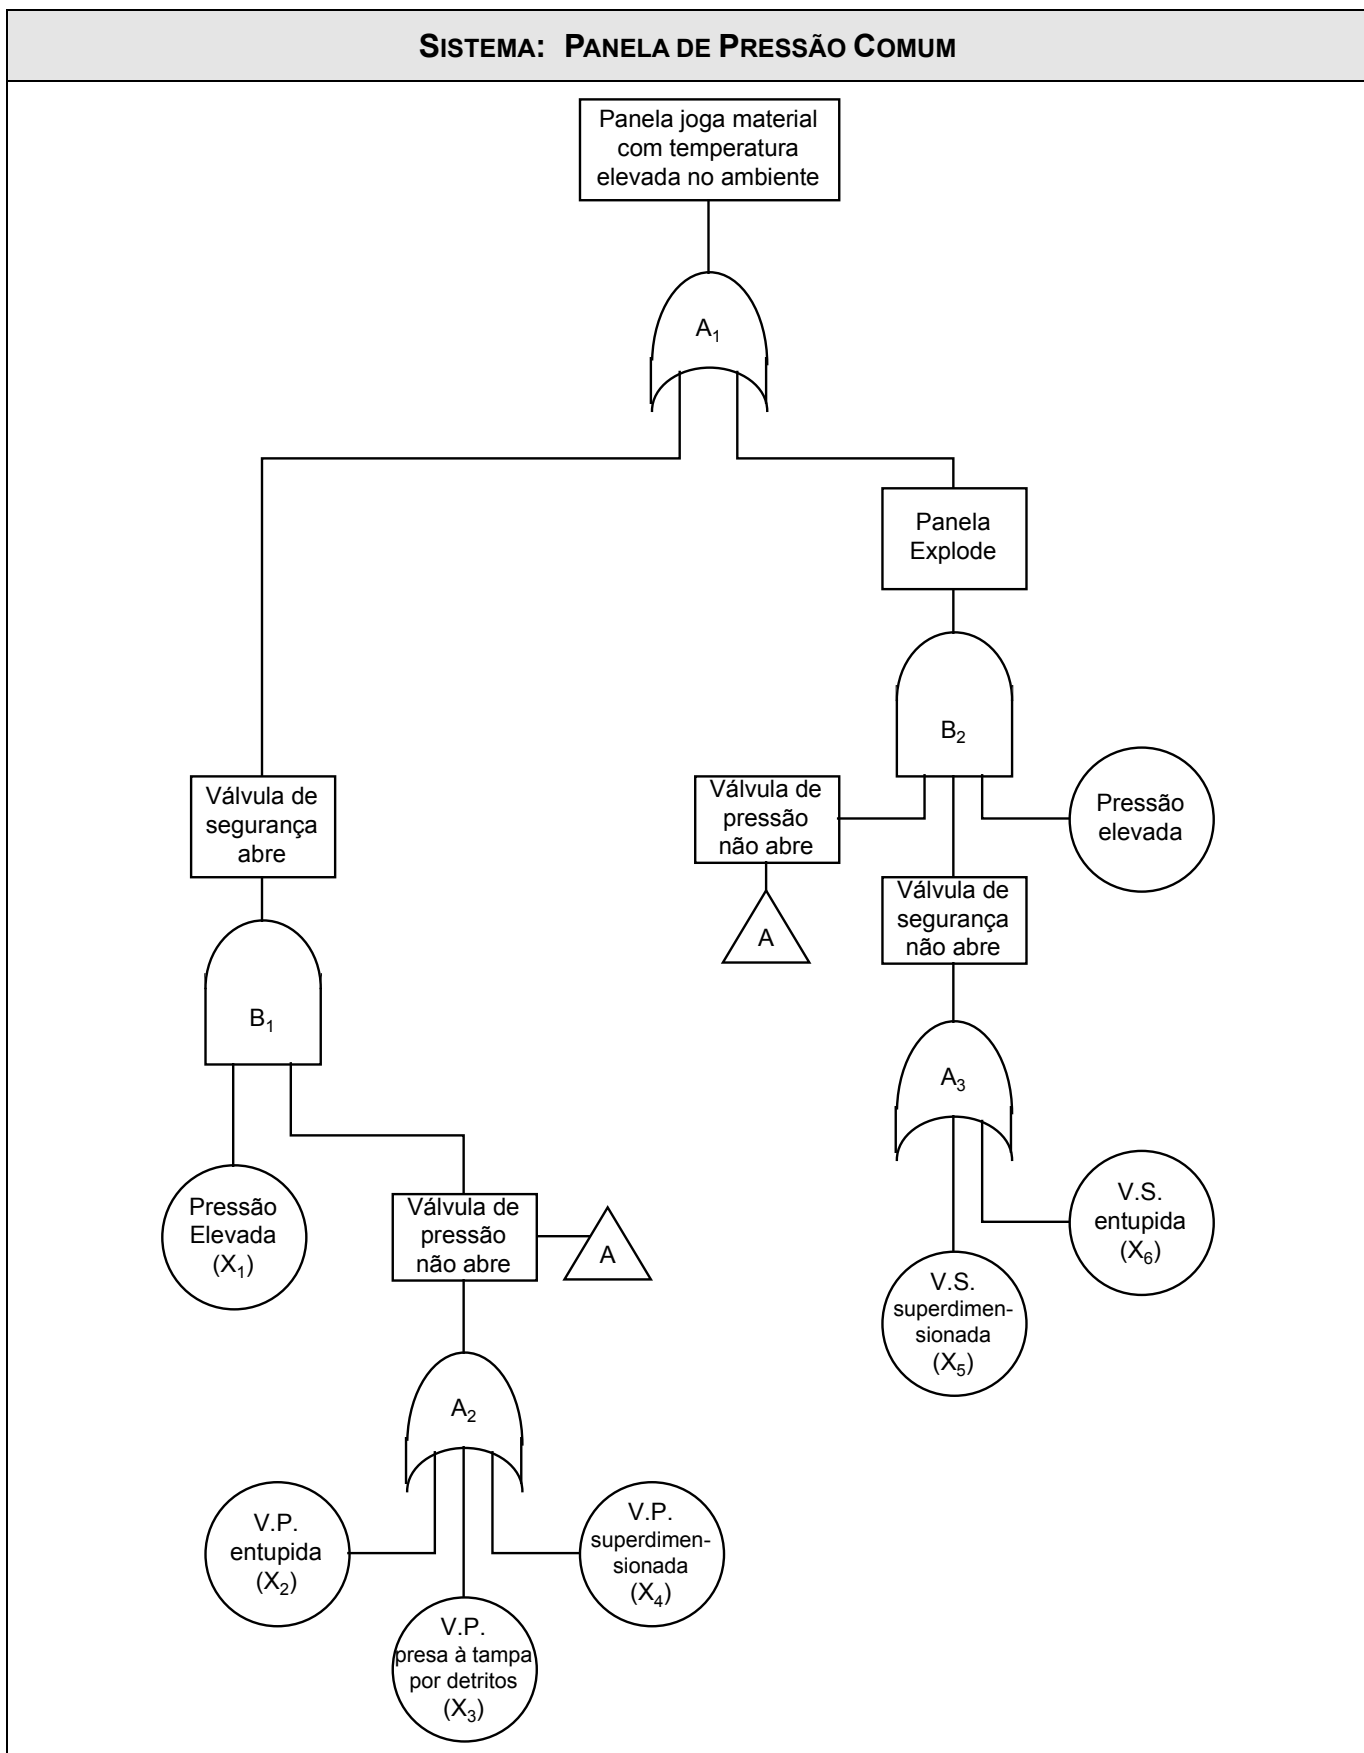 SISTEMA: PANELA DE PRESSÃO COMUM
Panela joga material
com temperatura
elevada no ambiente
A1
Panela
Explode
B2
Válvula de
pressão
não abre
Pressão
elevada
A
Válvula de
segurança
não abre
A3
V.S.
entupida
(X6)
V.S.
superdimen-
sionada
(X5)
Válvula de
segurança
abre
B1
Pressão
Elevada
(X1)
Válvula de
pressão
não abre
A
A2
V.P.
entupida
(X2)
V.P.
presa à tampa
por detritos
(X3)
V.P.
superdimen-
sionada
(X4)